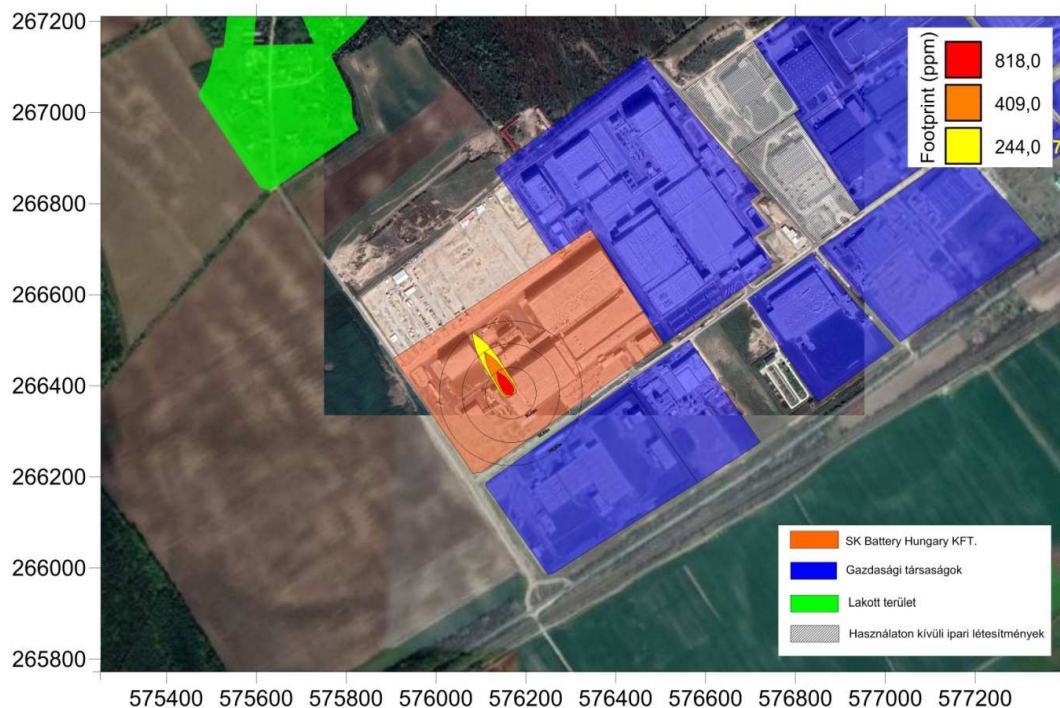 267200
267000
266800
266600
266400
266200
266000
265800
575400 575600 575800 576000 576200 576400 576600 576800 577000 577200
Footprint (ppm)
818,0
409,0
244,0
7
SK Battery Hungary KFT.
Gazdasági társaságok
Lakott terület
Használaton kívüli ipari létesítmények